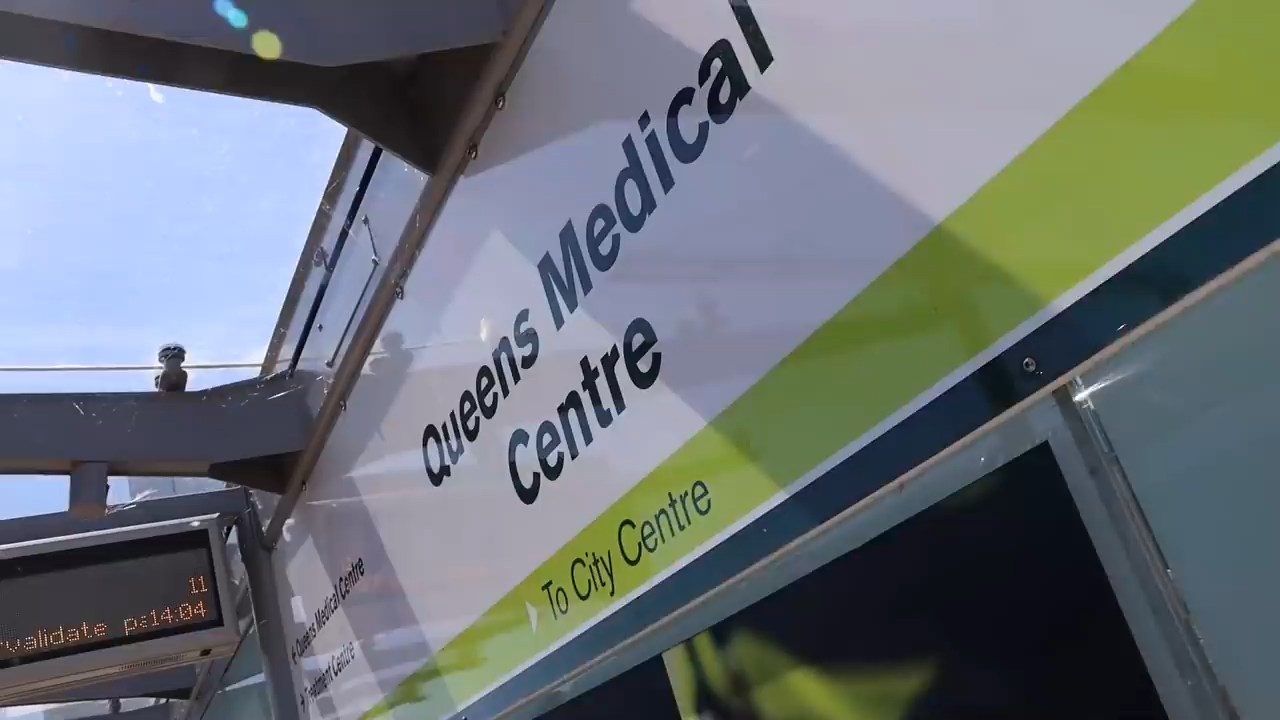 Queens Medical
Centre
To City Centre
Queens Medical Centre
Treatment Centre
11
validate p:14:04